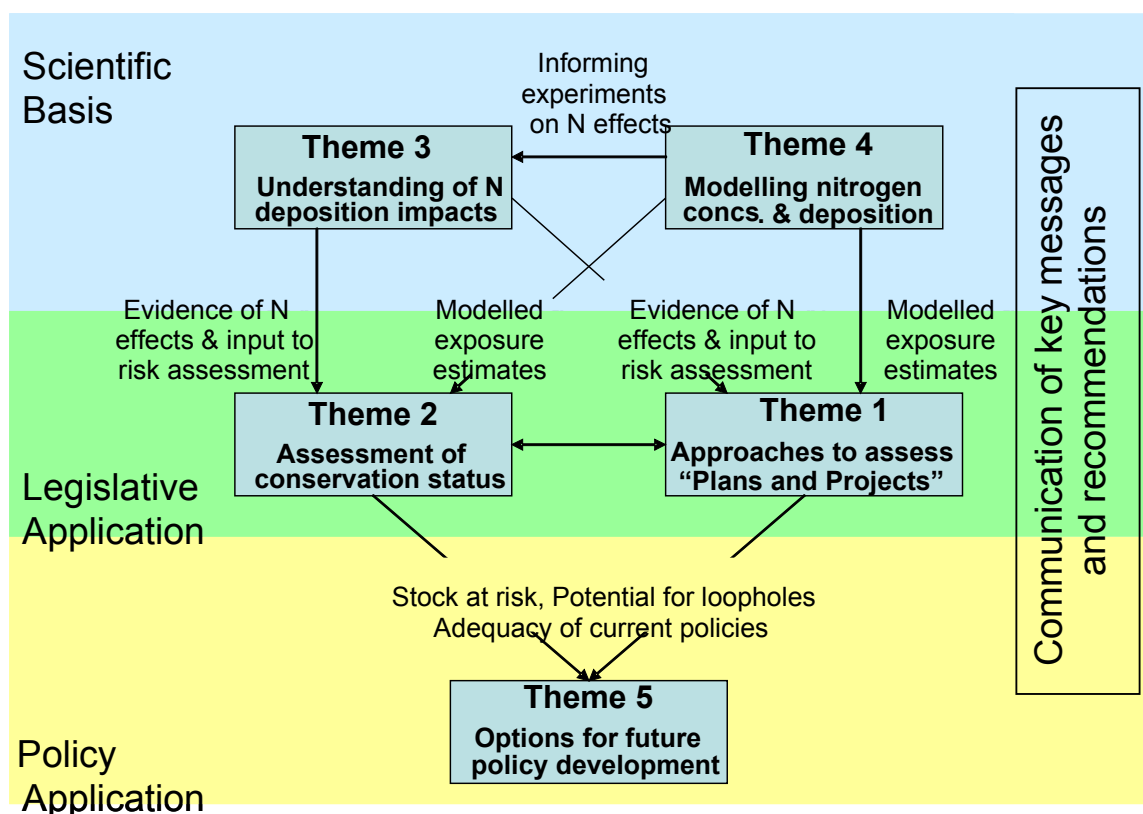 Scientific
Basis
Informing
experiments
on N effects
Theme 3
Understanding of N
deposition impacts
Theme 4
Modelling nitrogen
concs. & deposition
Evidence of N
effects & input to
risk assessment
Modelled
exposure
estimates
Evidence of N
effects & input to
risk assessment
Modelled
exposure
estimates
Theme 2
Assessment of
conservation status
Theme 1
Approaches to assess
“Plans and Projects”
Legislative
Application
Stock at risk, Potential for loopholes
Adequacy of current policies
Theme 5
Options for future
policy development
Policy
Application
Communication of key messages
and recommendations